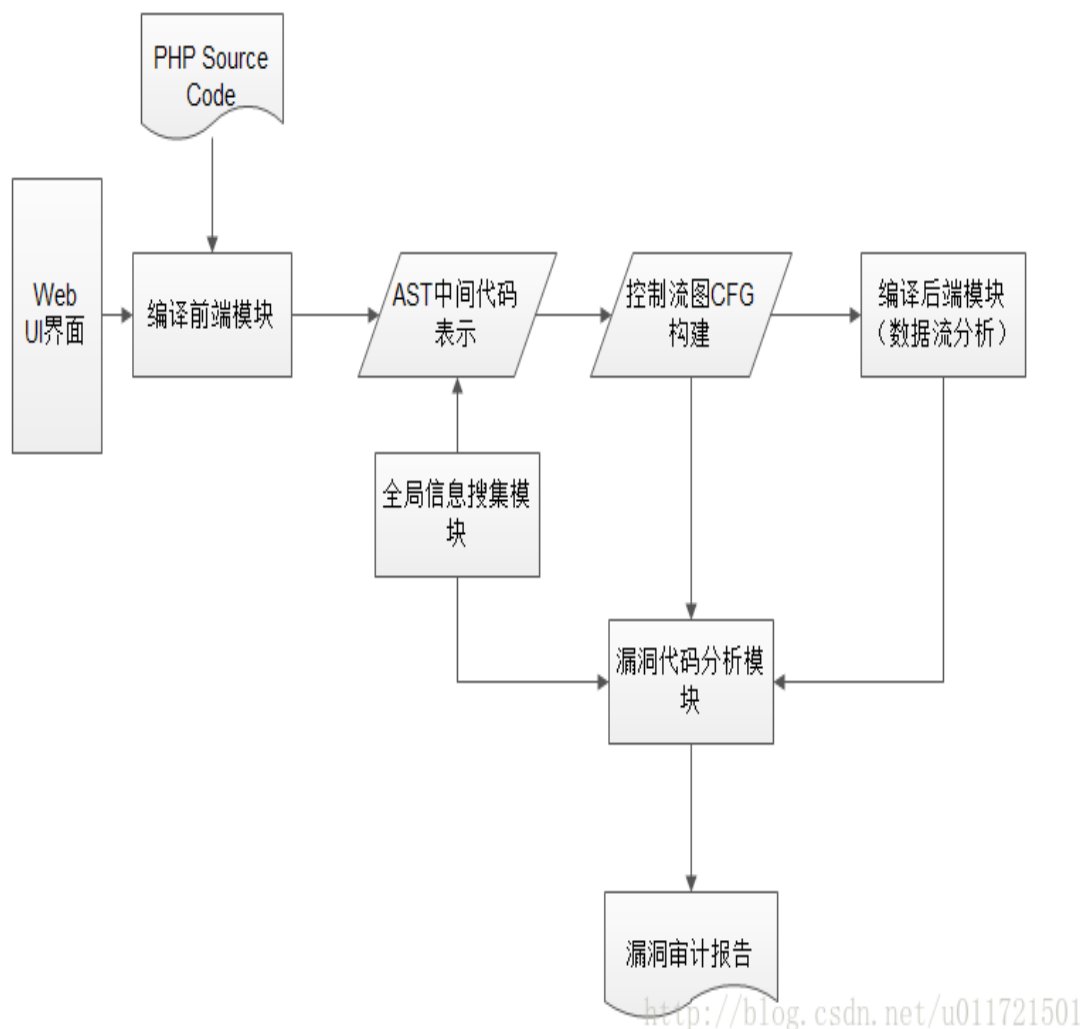 PHP Source
Code
Web
UI界面
编译前端模块
AST中间代码
表示
控制流图CFG
构建
编译后端模块
（数据流分析）
全局信息搜集模
块
漏洞代码分析模
块
漏洞审计报告
http://blog.csdn.net/u011721501